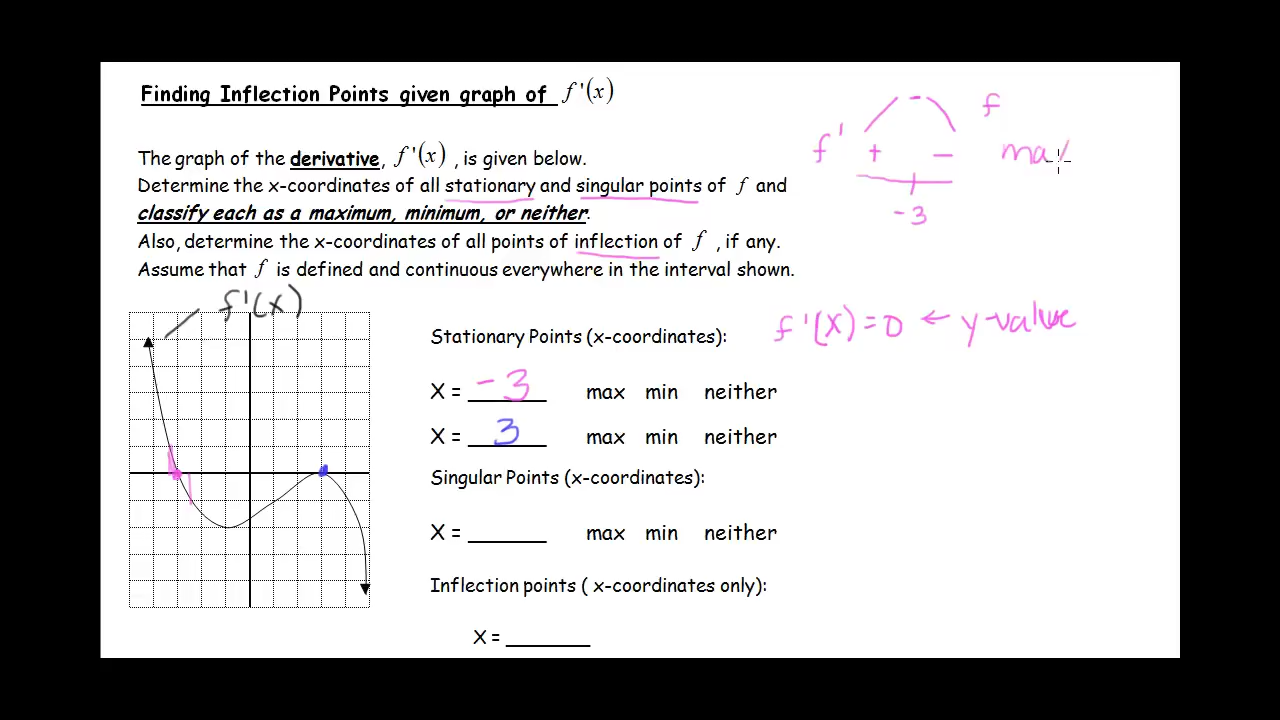 Finding Inflection Points given graph of f'(x)
The graph of the derivative, f'(x), is given below.
Determine the x-coordinates of all stationary and singular points of f and
classify each as a maximum, minimum, or neither.
Also, determine the x-coordinates of all points of inflection of f, if any.
Assume that f is defined and continuous everywhere in the interval shown.
f
f' + - max
-3
f'(x)
Stationary Points (x-coordinates): f'(x) = 0 ← y-value
X = -3 max min neither
X = 3 max min neither
Singular Points (x-coordinates):
X = ______ max min neither
Inflection points ( x-coordinates only):
X = ______